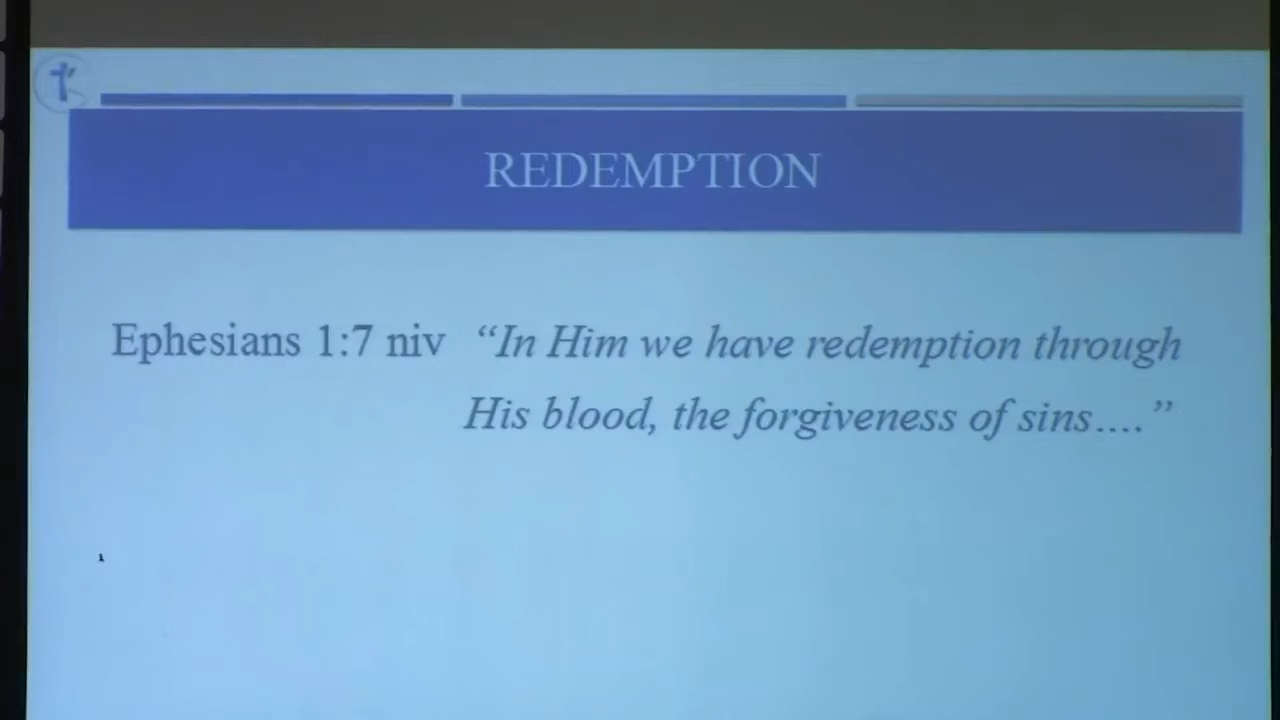 REDEMPTION
Ephesians 1:7 niv “In Him we have redemption through
His blood, the forgiveness of sins....”